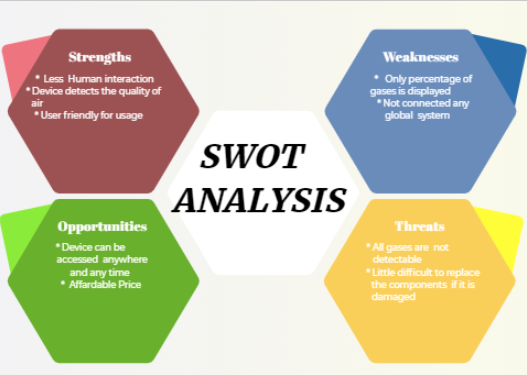 Strengths
* Less Human interaction
* Device detects the quality of
air
* User friendly for usage
Weaknesses
* Only percentage of
gases is displayed
* Not connected any
global system
SWOT
ANALYSIS
Opportunities
* Device can be
accessed anywhere
and any time
* Affardable Price
Threats
* All gases are not
detectable
* Little difficult to replace
the components if it is
damaged